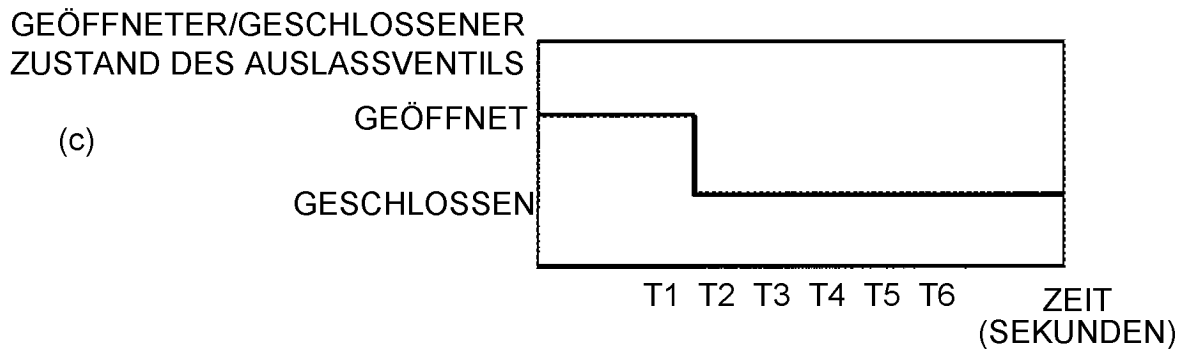 GEÖFFNETER/GESCHLOSSENER
ZUSTAND DES AUSLASSVENTILS
(c)
GEÖFFNET
GESCHLOSSEN
T1 T2 T3 T4 T5 T6
ZEIT
(SEKUNDEN)